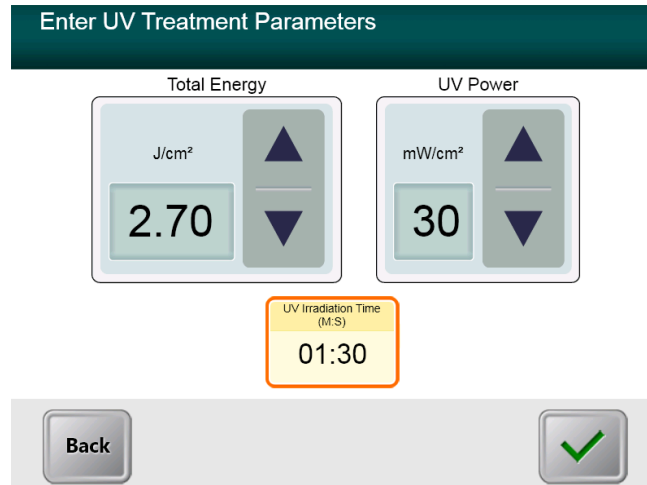 Enter UV Treatment Parameters
Total Energy
UV Power
J/cm²
mW/cm²
2.70
30
UV Irradiation Time
(M:S)
01:30
Back